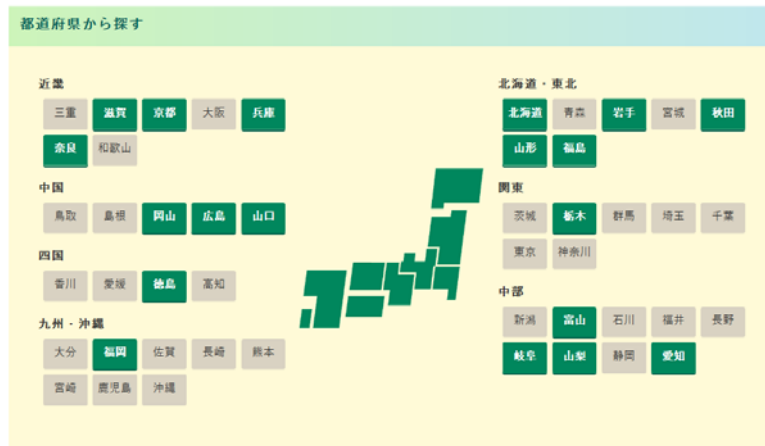 都道府県から探す
近畿
三重 滋賀 京都 大阪 兵庫
奈良 和歌山
中国
鳥取 島根 岡山 広島 山口
四国
香川 愛媛 徳島 高知
九州・沖縄
大分 福岡 佐賀 長崎 熊本
宮崎 鹿児島 沖縄
北海道・東北
北海道 青森 岩手 宮城 秋田
山形 福島
関東
茨城 栃木 群馬 埼玉 千葉
東京 神奈川
中部
新潟 富山 石川 福井 長野
岐阜 山梨 静岡 愛知